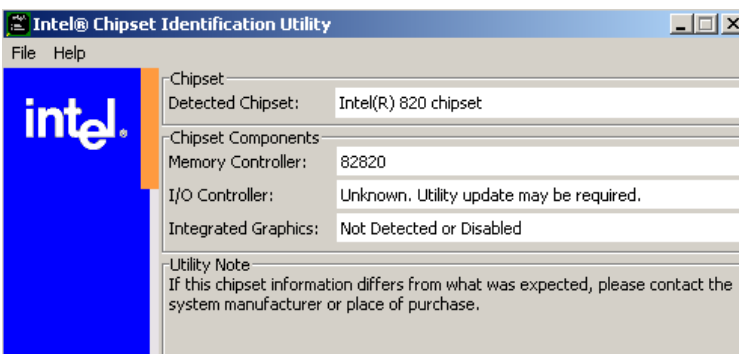 Intel® Chipset Identification Utility
File Help
intel.
Chipset
Detected Chipset: Intel(R) 820 chipset
Chipset Components
Memory Controller: 82820
I/O Controller: Unknown. Utility update may be required.
Integrated Graphics: Not Detected or Disabled
Utility Note
If this chipset information differs from what was expected, please contact the
system manufacturer or place of purchase.